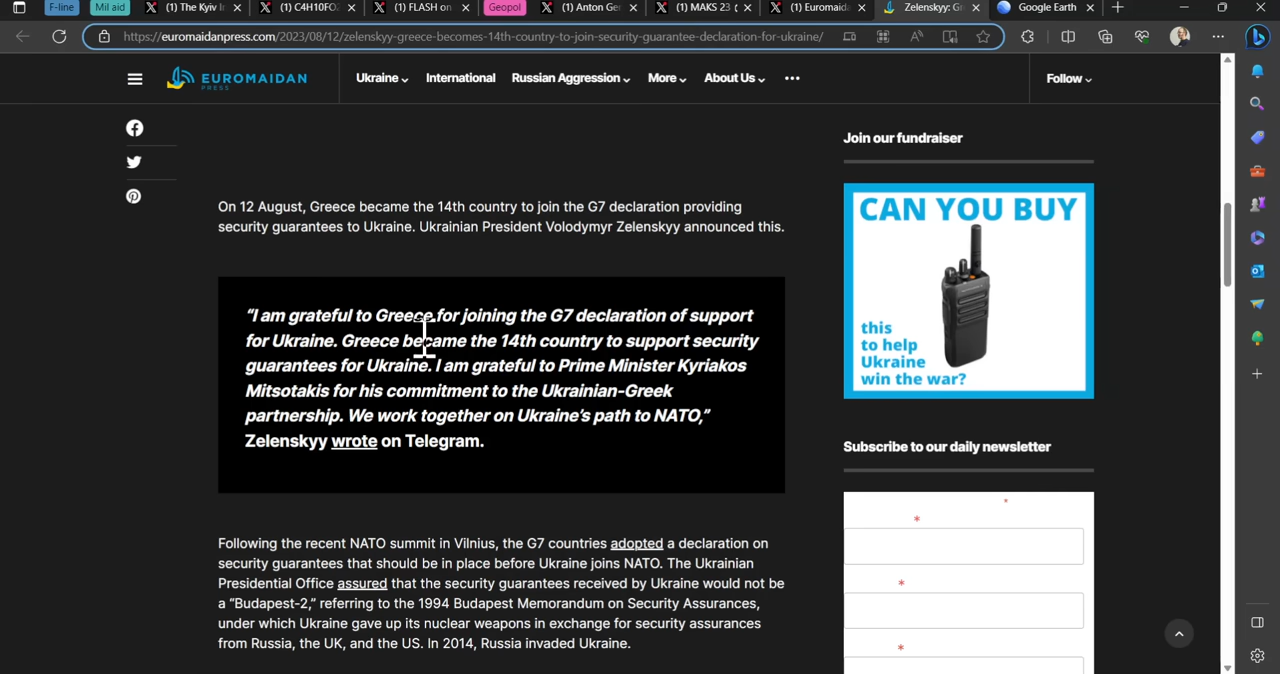 F-line Mil aid (1) The Kyiv (1) C4H10FO (1) FLASH on Geopol (1) Anton Ger (1) MAKS 23 (1) Euromaid Zelenskyy: G Google Earth
https://euromaidanpress.com/2023/08/12/zelenskyy-greece-becomes-14th-country-to-join-security-guarantee-declaration-for-ukraine/
EUROMAIDAN
PRESS
Ukraine International Russian Aggression More About Us ••• Follow
Join our fundraiser
On 12 August, Greece became the 14th country to join the G7 declaration providing
security guarantees to Ukraine. Ukrainian President Volodymyr Zelenskyy announced this.
CAN YOU BUY
this
to help
Ukraine
win the war?
“I am grateful to Greece for joining the G7 declaration of support
for Ukraine. Greece became the 14th country to support security
guarantees for Ukraine. I am grateful to Prime Minister Kyriakos
Mitsotakis for his commitment to the Ukrainian-Greek
partnership. We work together on Ukraine’s path to NATO,”
Zelenskyy wrote on Telegram.
Subscribe to our daily newsletter
*
*
*
*
Following the recent NATO summit in Vilnius, the G7 countries adopted a declaration on
security guarantees that should be in place before Ukraine joins NATO. The Ukrainian
Presidential Office assured that the security guarantees received by Ukraine would not be
a “Budapest-2,” referring to the 1994 Budapest Memorandum on Security Assurances,
under which Ukraine gave up its nuclear weapons in exchange for security assurances
from Russia, the UK, and the US. In 2014, Russia invaded Ukraine.